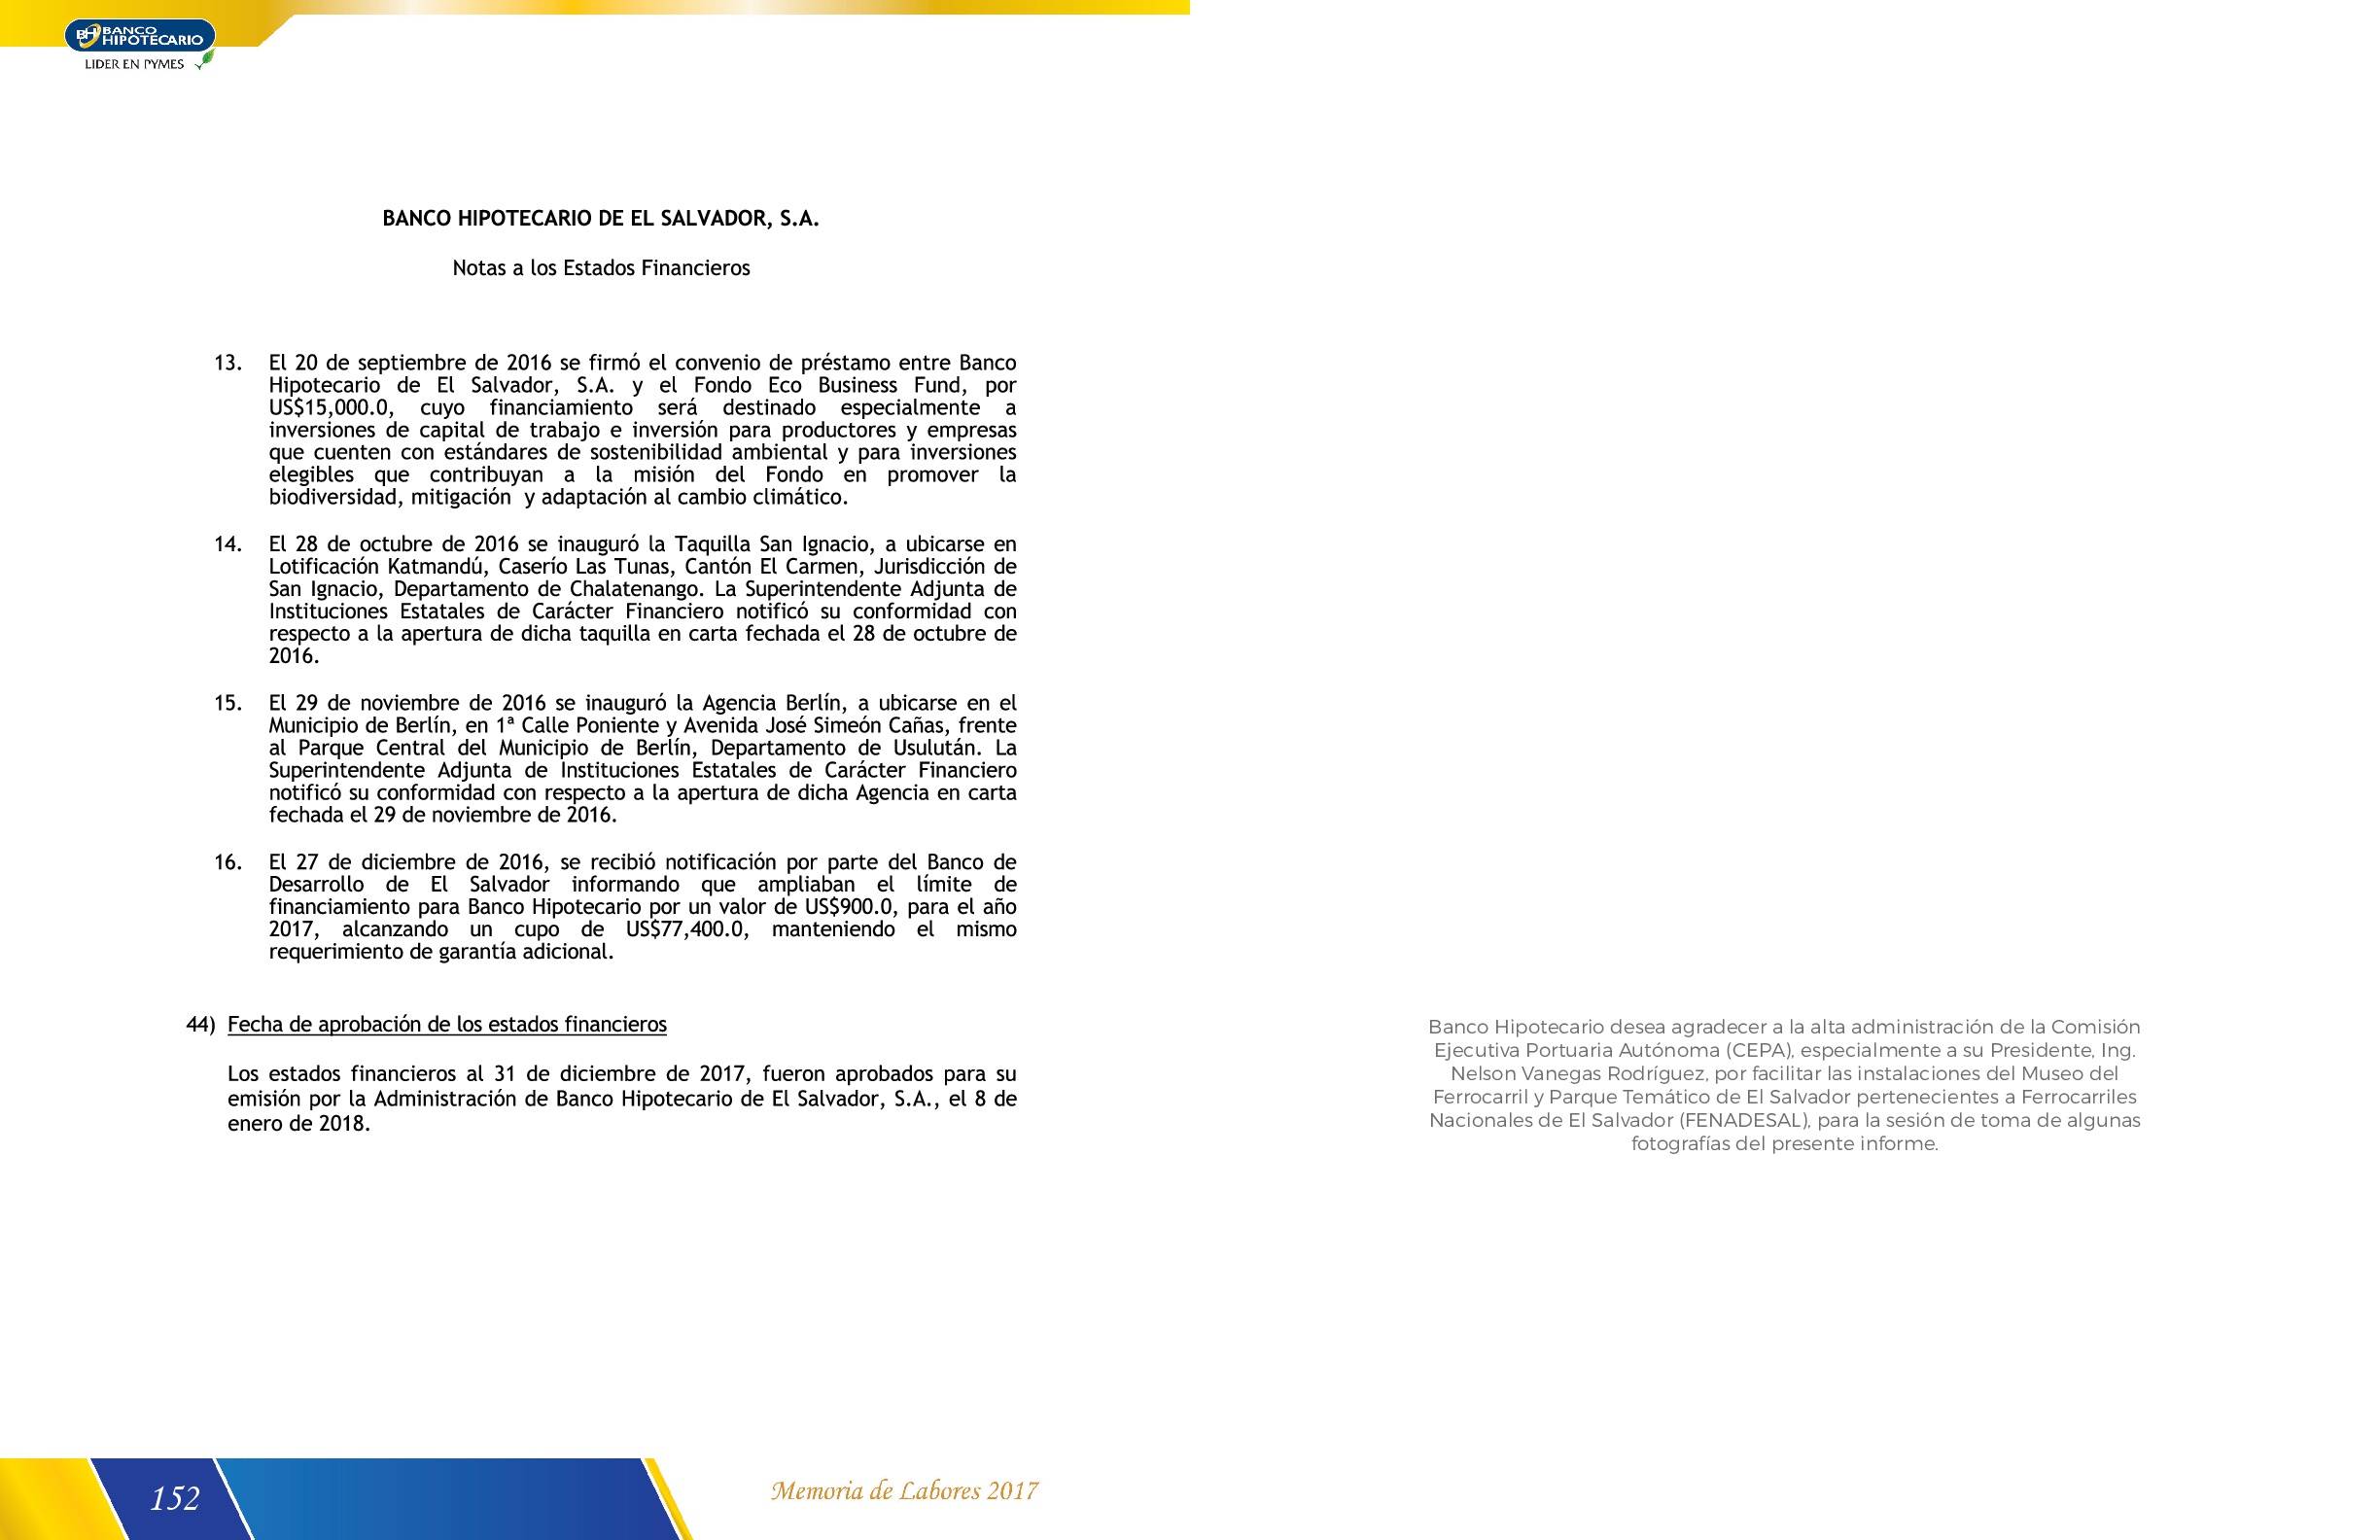 BANCO
HIPOTECARIO
LIDER EN PYMES
BANCO HIPOTECARIO DE EL SALVADOR, S.A.
Notas a los Estados Financieros
13. El 20 de septiembre de 2016 se firmó el convenio de préstamo entre Banco
Hipotecario de El Salvador, S.A. y el Fondo Eco Business Fund, por
US$15,000.0, cuyo financiamiento será destinado especialmente a
inversiones de capital de trabajo e inversión para productores y empresas
que cuenten con estándares de sostenibilidad ambiental y para inversiones
elegibles que contribuyan a la misión del Fondo en promover la
biodiversidad, mitigación y adaptación al cambio climático.
14. El 28 de octubre de 2016 se inauguró la Taquilla San Ignacio, a ubicarse en
Lotificación Katmandú, Caserío Las Tunas, Cantón El Carmen, Jurisdicción de
San Ignacio, Departamento de Chalatenango. La Superintendente Adjunta de
Instituciones Estatales de Carácter Financiero notificó su conformidad con
respecto a la apertura de dicha taquilla en carta fechada el 28 de octubre de
2016.
15. El 29 de noviembre de 2016 se inauguró la Agencia Berlín, a ubicarse en el
Municipio de Berlín, en 1ª Calle Poniente y Avenida José Simeón Cañas, frente
al Parque Central del Municipio de Berlín, Departamento de Usulután. La
Superintendente Adjunta de Instituciones Estatales de Carácter Financiero
notificó su conformidad con respecto a la apertura de dicha Agencia en carta
fechada el 29 de noviembre de 2016.
16. El 27 de diciembre de 2016, se recibió notificación por parte del Banco de
Desarrollo de El Salvador informando que ampliaban el límite de
financiamiento para Banco Hipotecario por un valor de US$900.0, para el año
2017, alcanzando un cupo de US$77,400.0, manteniendo el mismo
requerimiento de garantía adicional.
44) Fecha de aprobación de los estados financieros
Los estados financieros al 31 de diciembre de 2017, fueron aprobados para su
emisión por la Administración de Banco Hipotecario de El Salvador, S.A., el 8 de
enero de 2018.
152
Memoria de Labores 2017
Banco Hipotecario desea agradecer a la alta administración de la Comisión
Ejecutiva Portuaria Autónoma (CEPA), especialmente a su Presidente, Ing.
Nelson Vanegas Rodríguez, por facilitar las instalaciones del Museo del
Ferrocarril y Parque Temático de El Salvador pertenecientes a Ferrocarriles
Nacionales de El Salvador (FENADESAL), para la sesión de toma de algunas
fotografías del presente informe.